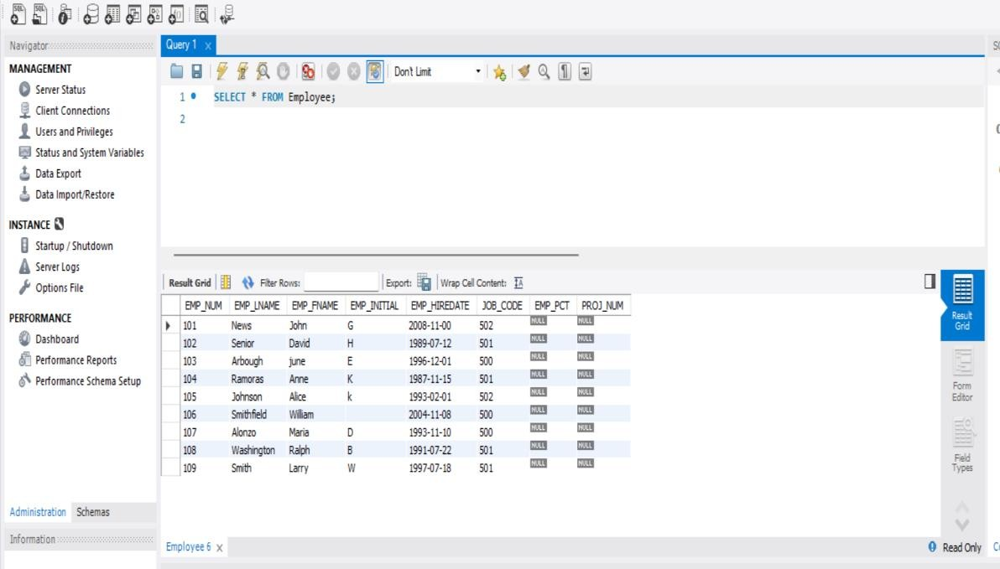 SQL SQL
Navigator
MANAGEMENT
Server Status
Client Connections
Users and Privileges
Status and System Variables
Data Export
Data Import/Restore
INSTANCE
Startup / Shutdown
Server Logs
Options File
PERFORMANCE
Dashboard
Performance Reports
Performance Schema Setup
Administration Schemas
Information
Query 1 x
Don't Limit
1 SELECT * FROM Employee;
2
Result Grid Filter Rows: Export: Wrap Cell Content:
EMP_NUM EMP_LNAME EMP_FNAME EMP_INITIAL EMP_HIREDATE JOB_CODE EMP_PCT PROJ_NUM
101 News John G 2008-11-00 502 NULL NULL
102 Senior David H 1989-07-12 501 NULL NULL
103 Arbough june E 1996-12-01 500 NULL NULL
104 Ramoras Anne K 1987-11-15 501 NULL NULL
105 Johnson Alice k 1993-02-01 502 NULL NULL
106 Smithfield William 2004-11-08 500 NULL NULL
107 Alonzo Maria D 1993-11-10 500 NULL NULL
108 Washington Ralph B 1991-07-22 501 NULL NULL
109 Smith Larry W 1997-07-18 501 NULL NULL
Result
Grid
Form
Editor
Field
Types
Employee 6 x
Read Only